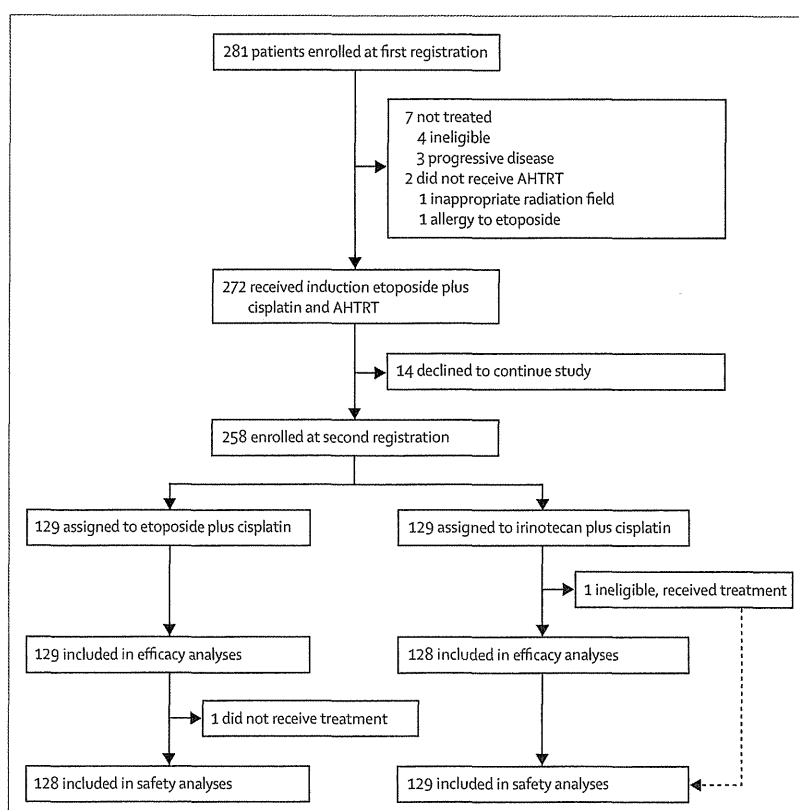 281 patients enrolled at first registration
7 not treated
4 ineligible
3 progressive disease
2 did not receive AHTRT
1 inappropriate radiation field
1 allergy to etoposide
272 received induction etoposide plus
cisplatin and AHTRT
14 declined to continue study
258 enrolled at second registration
129 assigned to etoposide plus cisplatin
129 assigned to irinotecan plus cisplatin
1 ineligible, received treatment
129 included in efficacy analyses
128 included in efficacy analyses
1 did not receive treatment
128 included in safety analyses
129 included in safety analyses